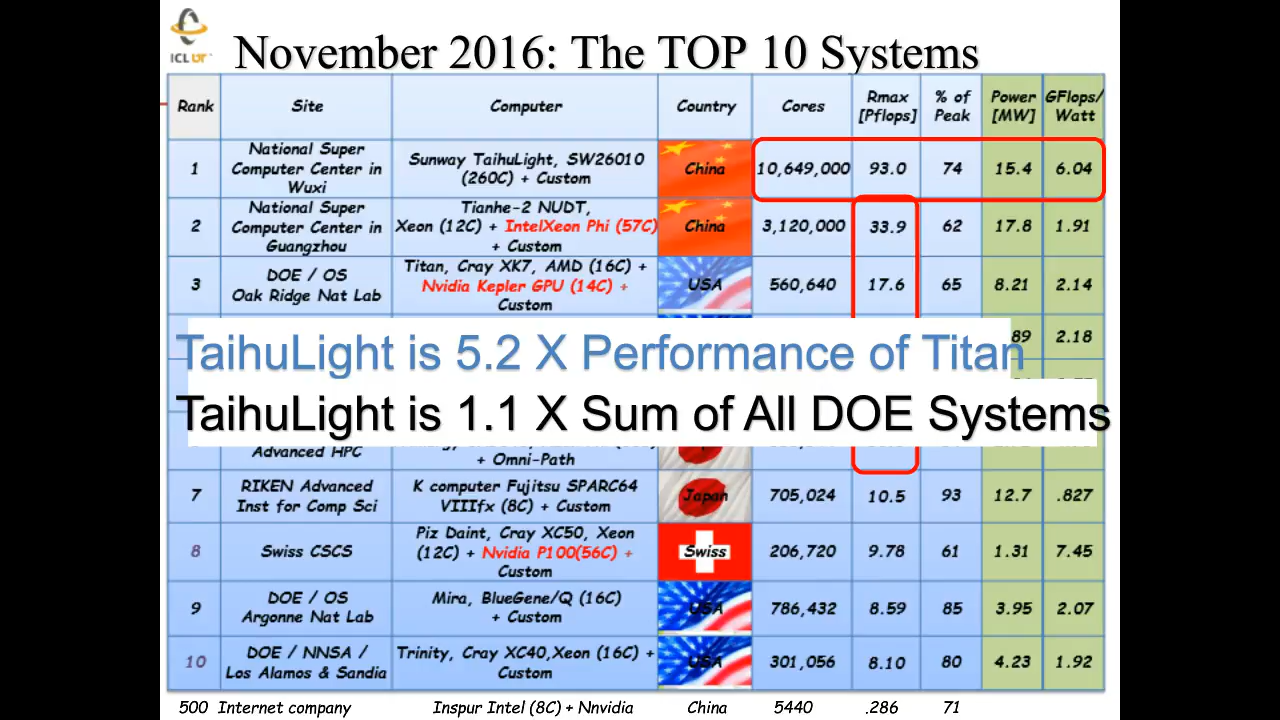 ICL UT
November 2016: The TOP 10 Systems
Rank Site Computer Country Cores Rmax [Pflops] % of Peak Power [MW] GFlops/ Watt
1 National Super Computer Center in Wuxi Sunway TaihuLight, SW26010 (260C) + Custom China 10,649,000 93.0 74 15.4 6.04
2 National Super Computer Center in Guangzhou Tianhe-2 NUDT, Xeon (12C) + IntelXeon Phi (57C) + Custom China 3,120,000 33.9 62 17.8 1.91
3 DOE / OS Oak Ridge Nat Lab Titan, Cray XK7, AMD (16C) + Nvidia Kepler GPU (14C) + Custom USA 560,640 17.6 65 8.21 2.14
89 2.18
TaihuLight is 5.2 X Performance of Titan
TaihuLight is 1.1 X Sum of All DOE Systems
Advanced HPC + Omni-Path
7 RIKEN Advanced Inst for Comp Sci K computer Fujitsu SPARC64 VIIIfx (8C) + Custom Japan 705,024 10.5 93 12.7 .827
8 Swiss CSCS Piz Daint, Cray XC50, Xeon (12C) + Nvidia P100(56C) + Custom Swiss 206,720 9.78 61 1.31 7.45
9 DOE / OS Argonne Nat Lab Mira, BlueGene/Q (16C) + Custom USA 786,432 8.59 85 3.95 2.07
10 DOE / NNSA / Los Alamos & Sandia Trinity, Cray XC40,Xeon (16C) + Custom USA 301,056 8.10 80 4.23 1.92
500 Internet company Inspur Intel (8C) + Nnvidia China 5440 .286 71